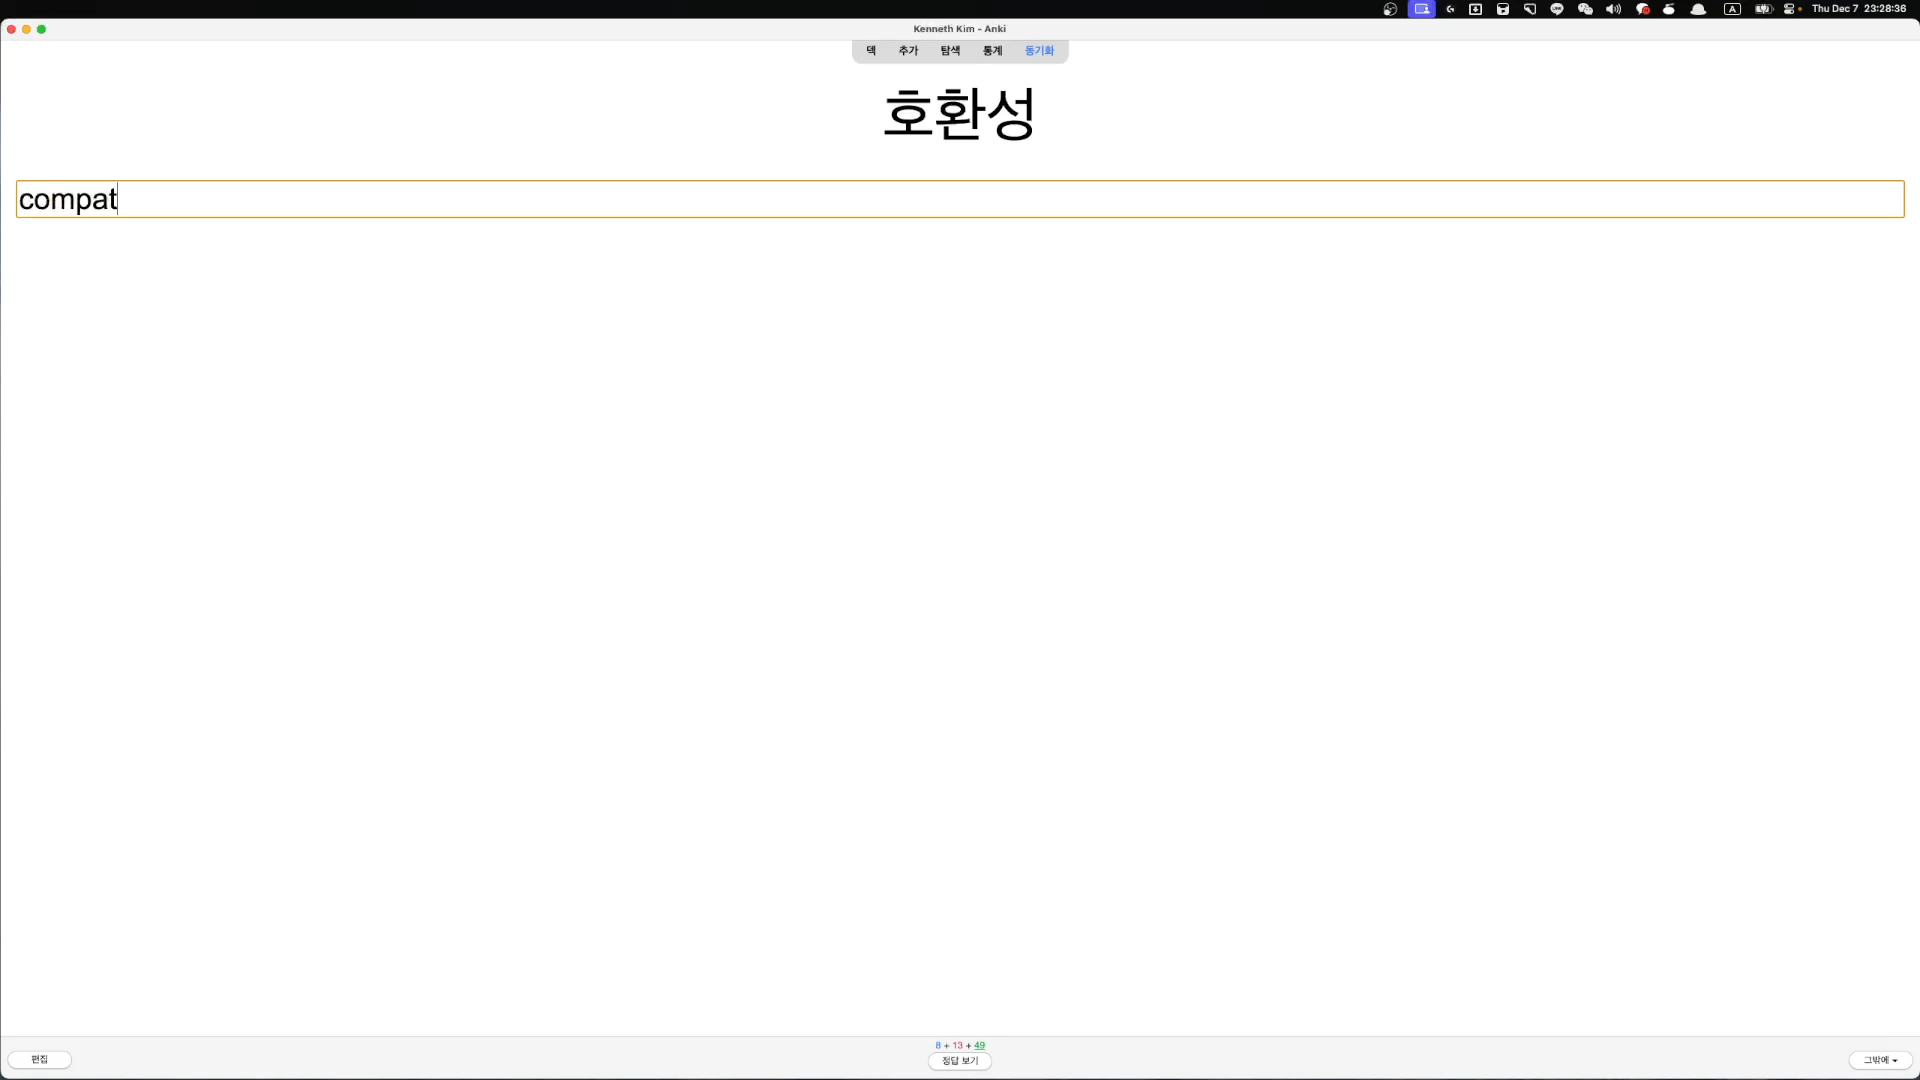 Thu Dec 7 23:28:36
Kenneth Kim - Anki
덱 추가 탐색 통계 동기화
호환성
compat
8 + 13 + 49
편집 정답 보기 그밖에